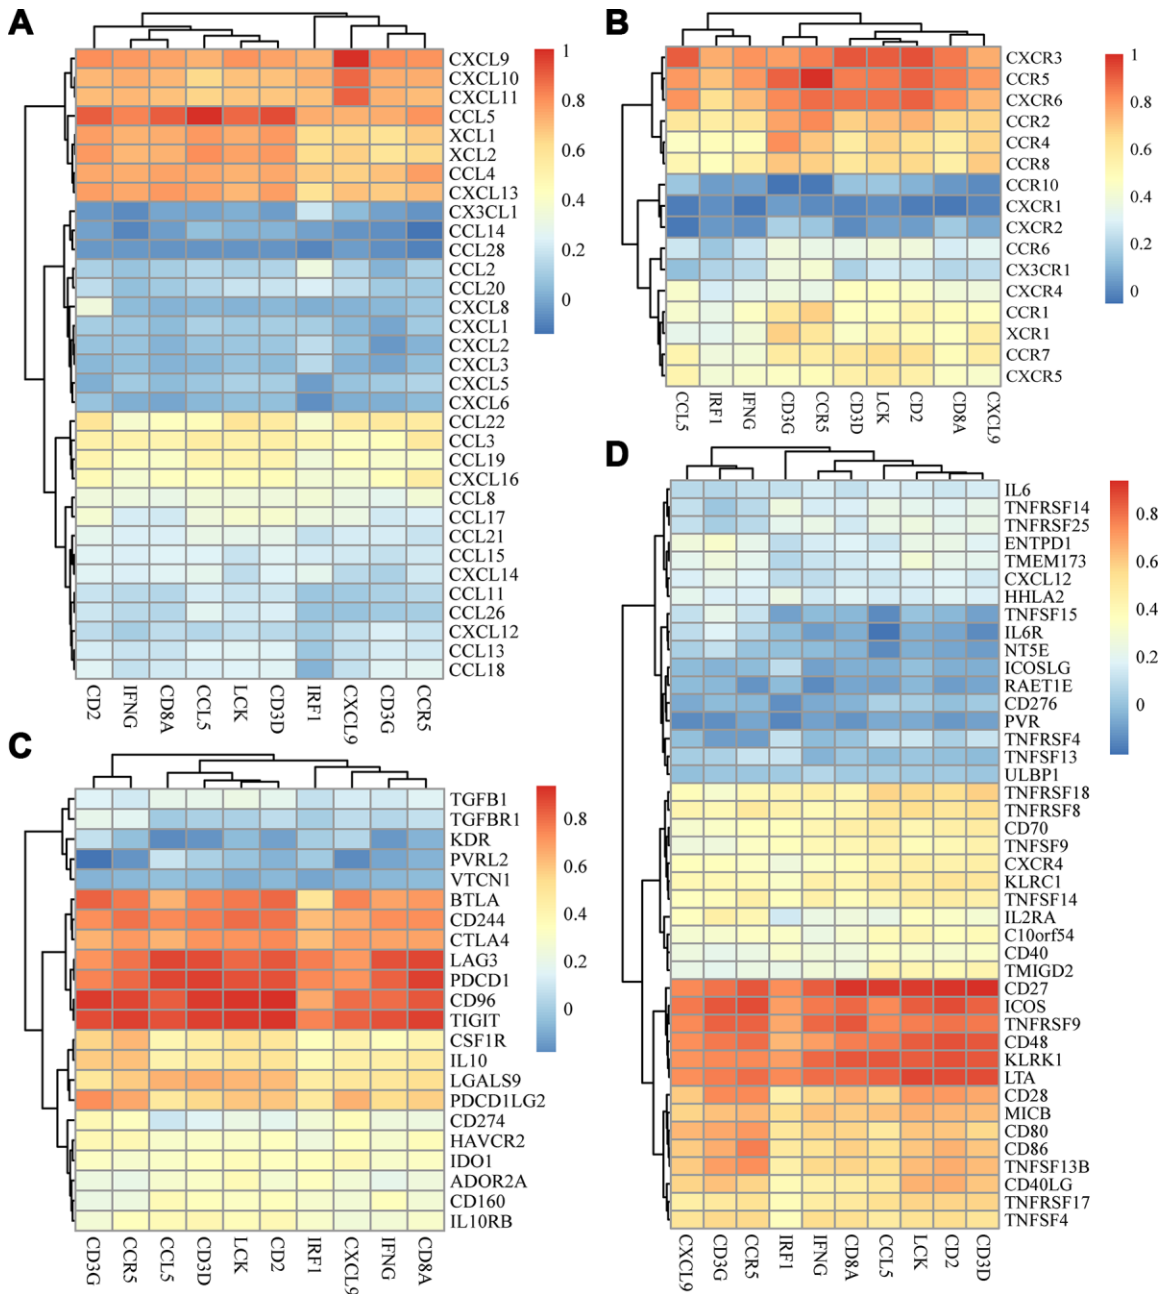 A
CXCL9
CXCL10
CXCL11
CCL5
XCL1
XCL2
CCL4
CXCL13
CX3CL1
CCL14
CCL28
CCL2
CCL20
CXCL8
CXCL1
CXCL2
CXCL3
CXCL5
CXCL6
CCL22
CCL3
CCL19
CXCL16
CCL8
CCL17
CCL21
CCL15
CXCL14
CCL11
CCL26
CXCL12
CCL13
CCL18
1
0.8
0.6
0.4
0.2
0
CD2 IFNG CD8A CCL5 LCK CD3D IRF1 CXCL9 CD3G CCR5
B
CXCR3
CCR5
CXCR6
CCR2
CCR4
CCR8
CCR10
CXCR1
CXCR2
CCR6
CX3CR1
CXCR4
CCR1
XCR1
CCR7
CXCR5
1
0.8
0.6
0.4
0.2
0
CCL5 IRF1 IFNG CD3G CCR5 CD3D LCK CD2 CD8A CXCL9
C
TGFB1
TGFBR1
KDR
PVRL2
VTCN1
BTLA
CD244
CTLA4
LAG3
PDCD1
CD96
TIGIT
CSF1R
IL10
LGALS9
PDCD1LG2
CD274
HAVCR2
IDO1
ADOR2A
CD160
IL10RB
0.8
0.6
0.4
0.2
0
CD3G CCR5 CCL5 CD3D LCK CD2 IRF1 CXCL9 IFNG CD8A
D
IL6
TNFRSF14
TNFRSF25
ENTPD1
TMEM173
CXCL12
HHLA2
TNFSF15
IL6R
NT5E
ICOSLG
RAET1E
CD276
PVR
TNFRSF4
TNFSF13
ULBP1
TNFRSF18
TNFRSF8
CD70
TNFSF9
CXCR4
KLRC1
TNFSF14
IL2RA
C10orf54
CD40
TMIGD2
CD27
ICOS
TNFRSF9
CD48
KLRK1
LTA
CD28
MICB
CD80
CD86
TNFSF13B
CD40LG
TNFRSF17
TNFSF4
0.8
0.6
0.4
0.2
0
CXCL9 CD3G CCR5 IRF1 IFNG CD8A CCL5 LCK CD2 CD3D